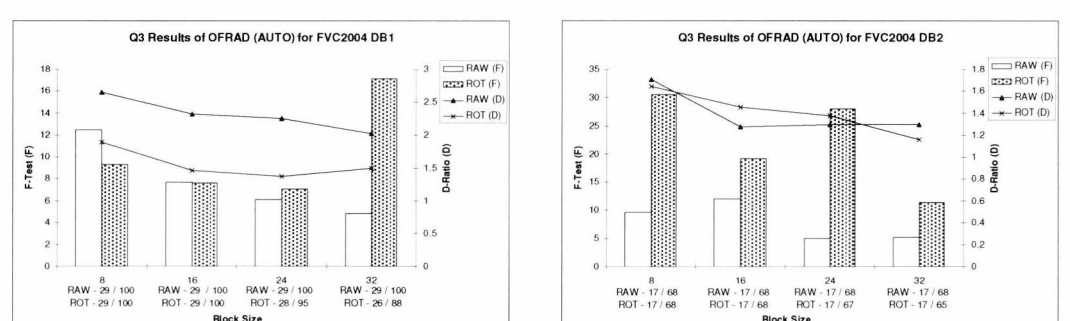 Q3 Results of OFRAD (AUTO) for FVC2004 DB1
18
16
14
12
10
8
6
4
2
0
F-Test (F)
3
2.5
2
1.5
1
0.5
0
D-Ratio (D)
RAW (F)
ROT (F)
RAW (D)
ROT (D)
8 16 24 32
RAW - 29 / 100 RAW - 29 / 100 RAW - 29 / 100 RAW - 29 / 100
ROT - 29 / 100 ROT - 29 / 100 ROT - 28 / 95 ROT - 26 / 88
Block Size
Q3 Results of OFRAD (AUTO) for FVC2004 DB2
35
30
25
20
15
10
5
0
F-Test (F)
1.8
1.6
1.4
1.2
1
0.8
0.6
0.4
0.2
0
D-Ratio (D)
RAW (F)
ROT (F)
RAW (D)
ROT (D)
8 16 24 32
RAW - 17 / 68 RAW - 17 / 68 RAW - 17 / 68 RAW - 17 / 68
ROT - 17 / 68 ROT - 17 / 68 ROT - 17 / 67 ROT - 17 / 65
Block Size